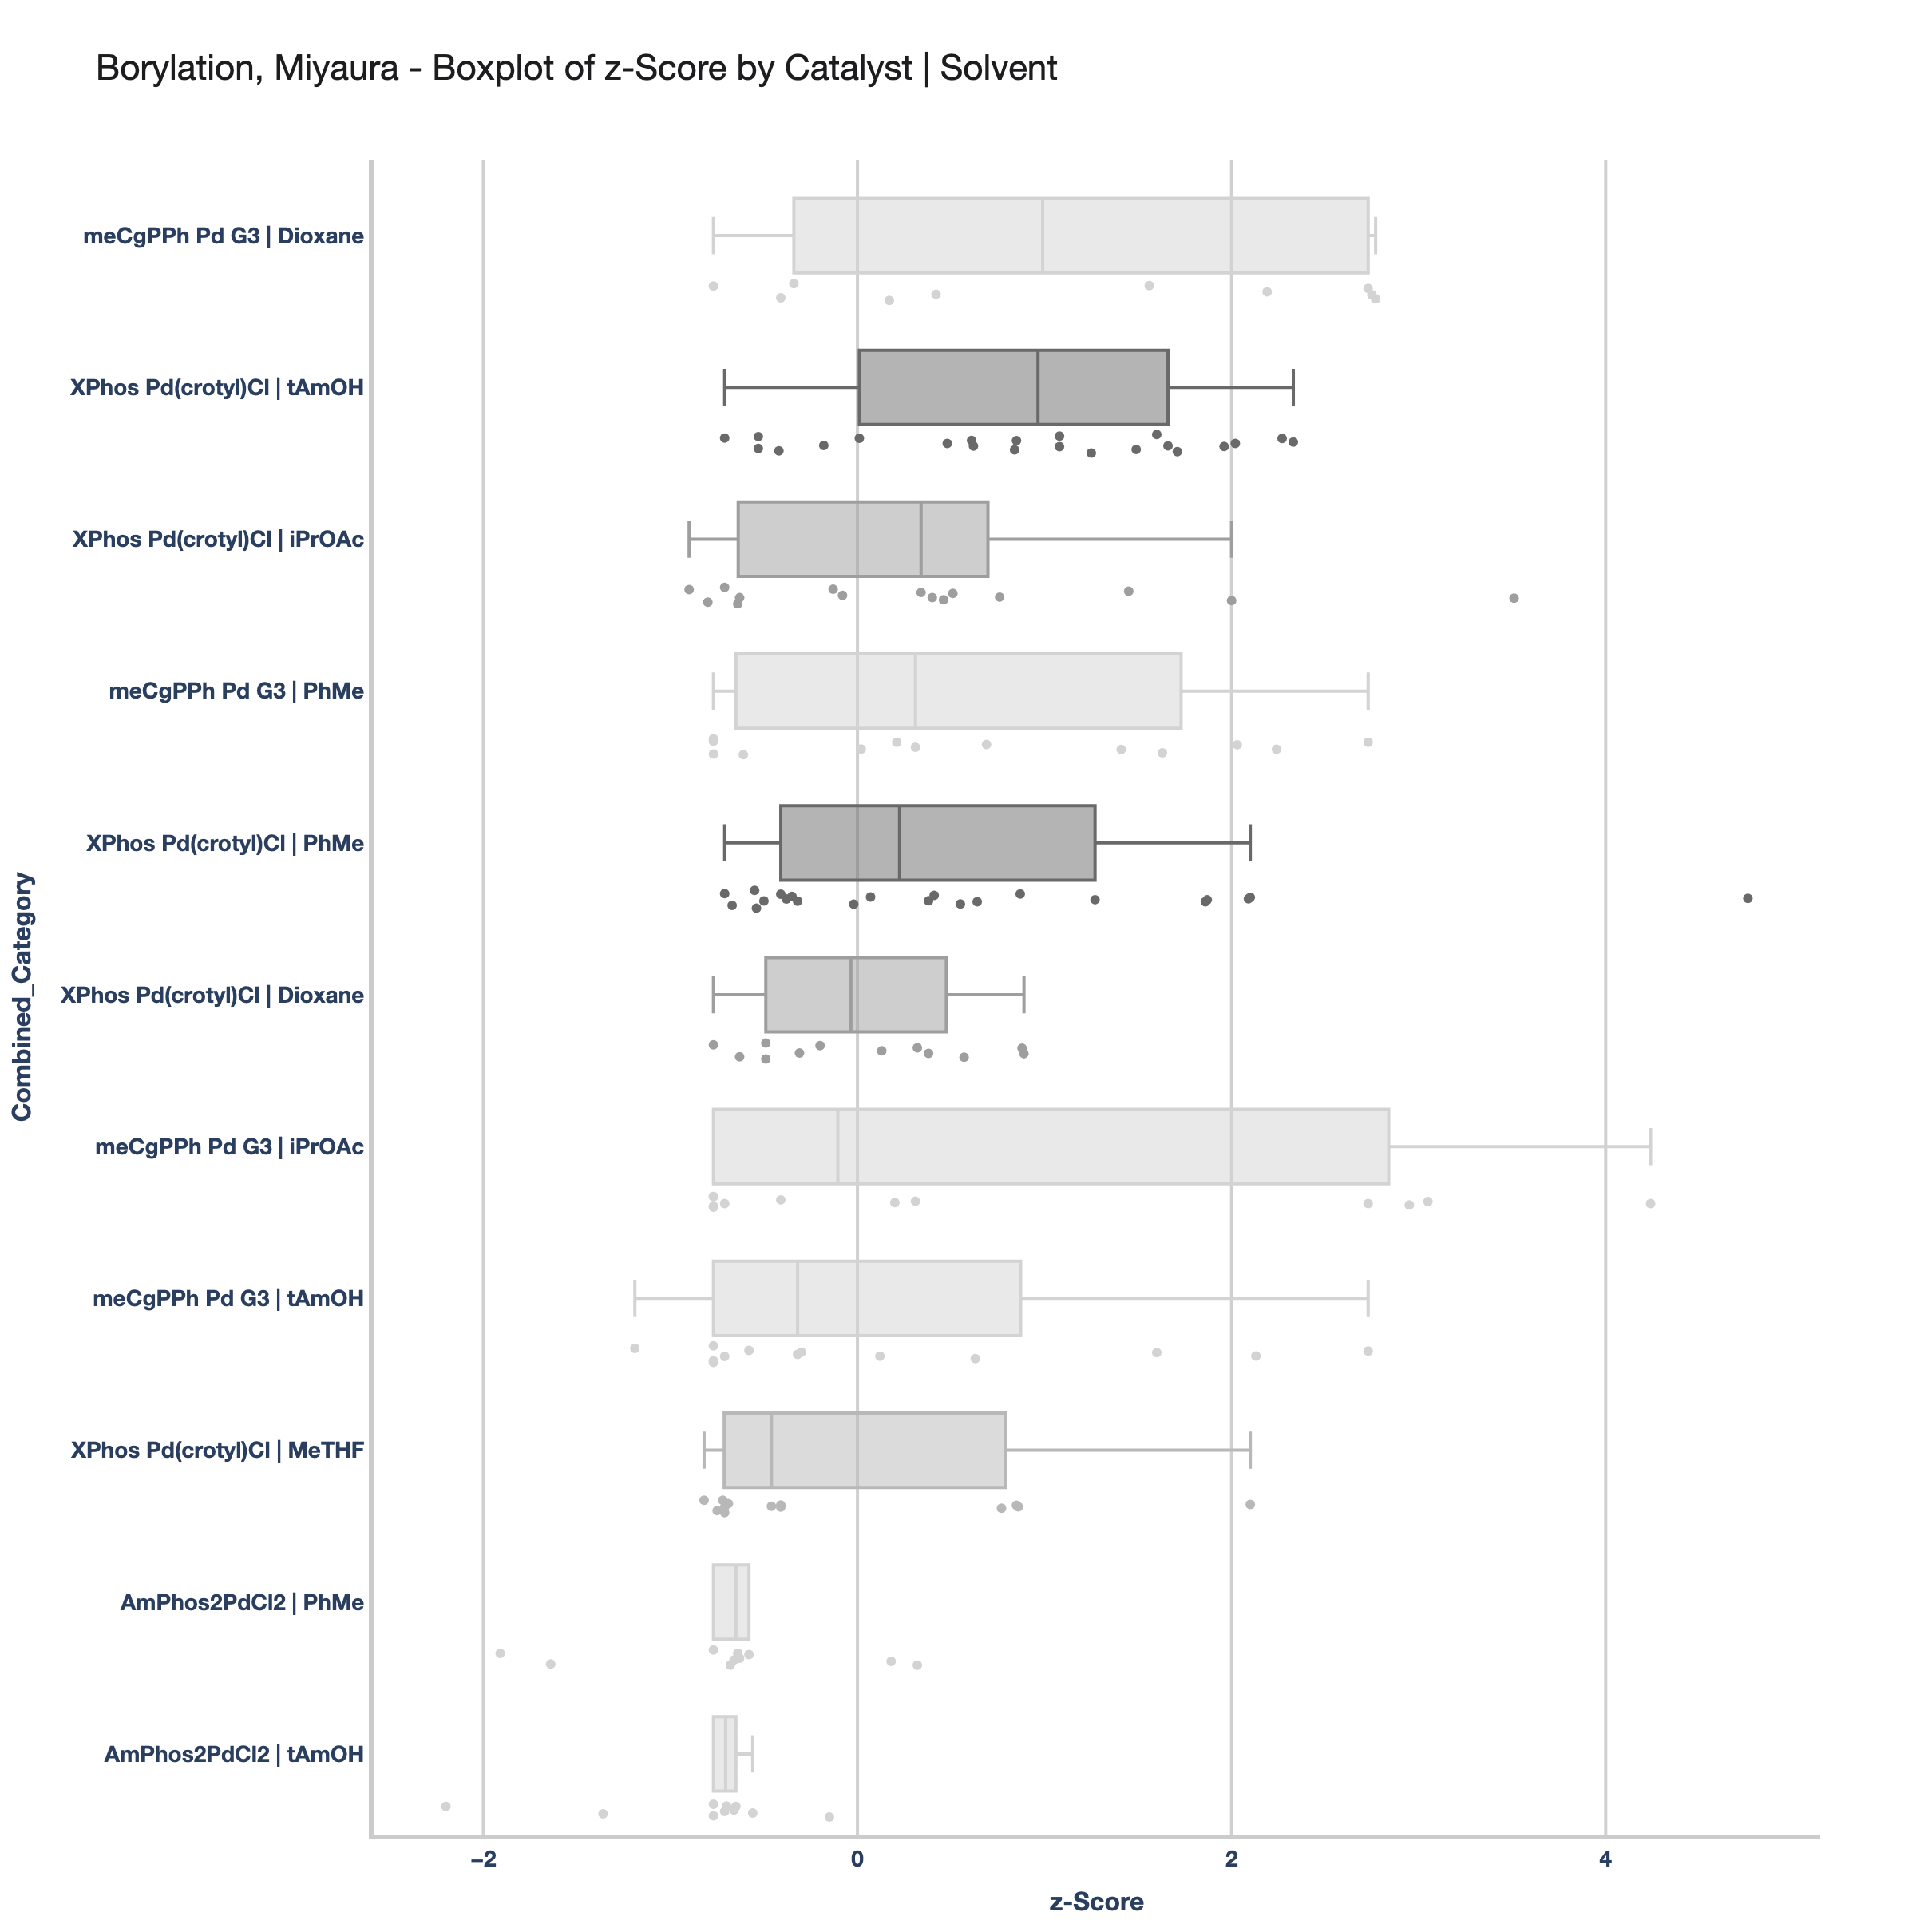 Borylation, Miyaura - Boxplot of z-Score by Catalyst | Solvent
meCgPPh Pd G3 | Dioxane
XPhos Pd(crotyl)Cl | tAmOH
XPhos Pd(crotyl)Cl | iPrOAc
meCgPPh Pd G3 | PhMe
XPhos Pd(crotyl)Cl | PhMe
XPhos Pd(crotyl)Cl | Dioxane
meCgPPh Pd G3 | iPrOAc
meCgPPh Pd G3 | tAmOH
XPhos Pd(crotyl)Cl | MeTHF
AmPhos2PdCl2 | PhMe
AmPhos2PdCl2 | tAmOH
Combined_Category
−2 0 2 4
z-Score